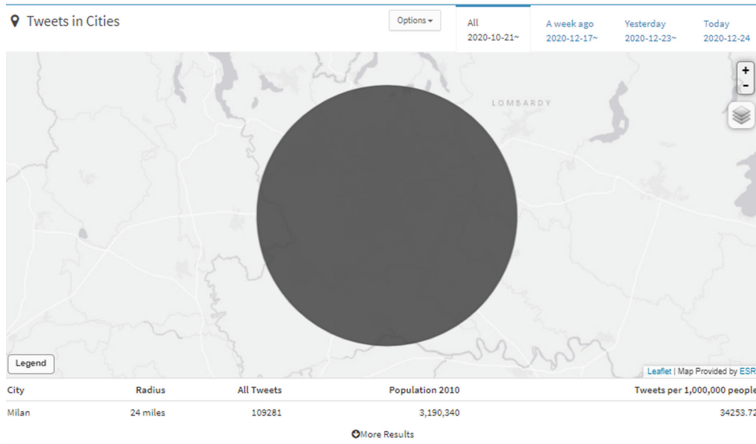 Tweets in Cities
Options
All
2020-10-21~
A week ago
2020-12-17~
Yesterday
2020-12-23~
Today
2020-12-24
+
-
LOMBARDY
Legend
Leaflet | Map Provided by ESR
City Radius All Tweets Population 2010 Tweets per 1,000,000 people
Milan 24 miles 109281 3,190,340 34253.72
More Results